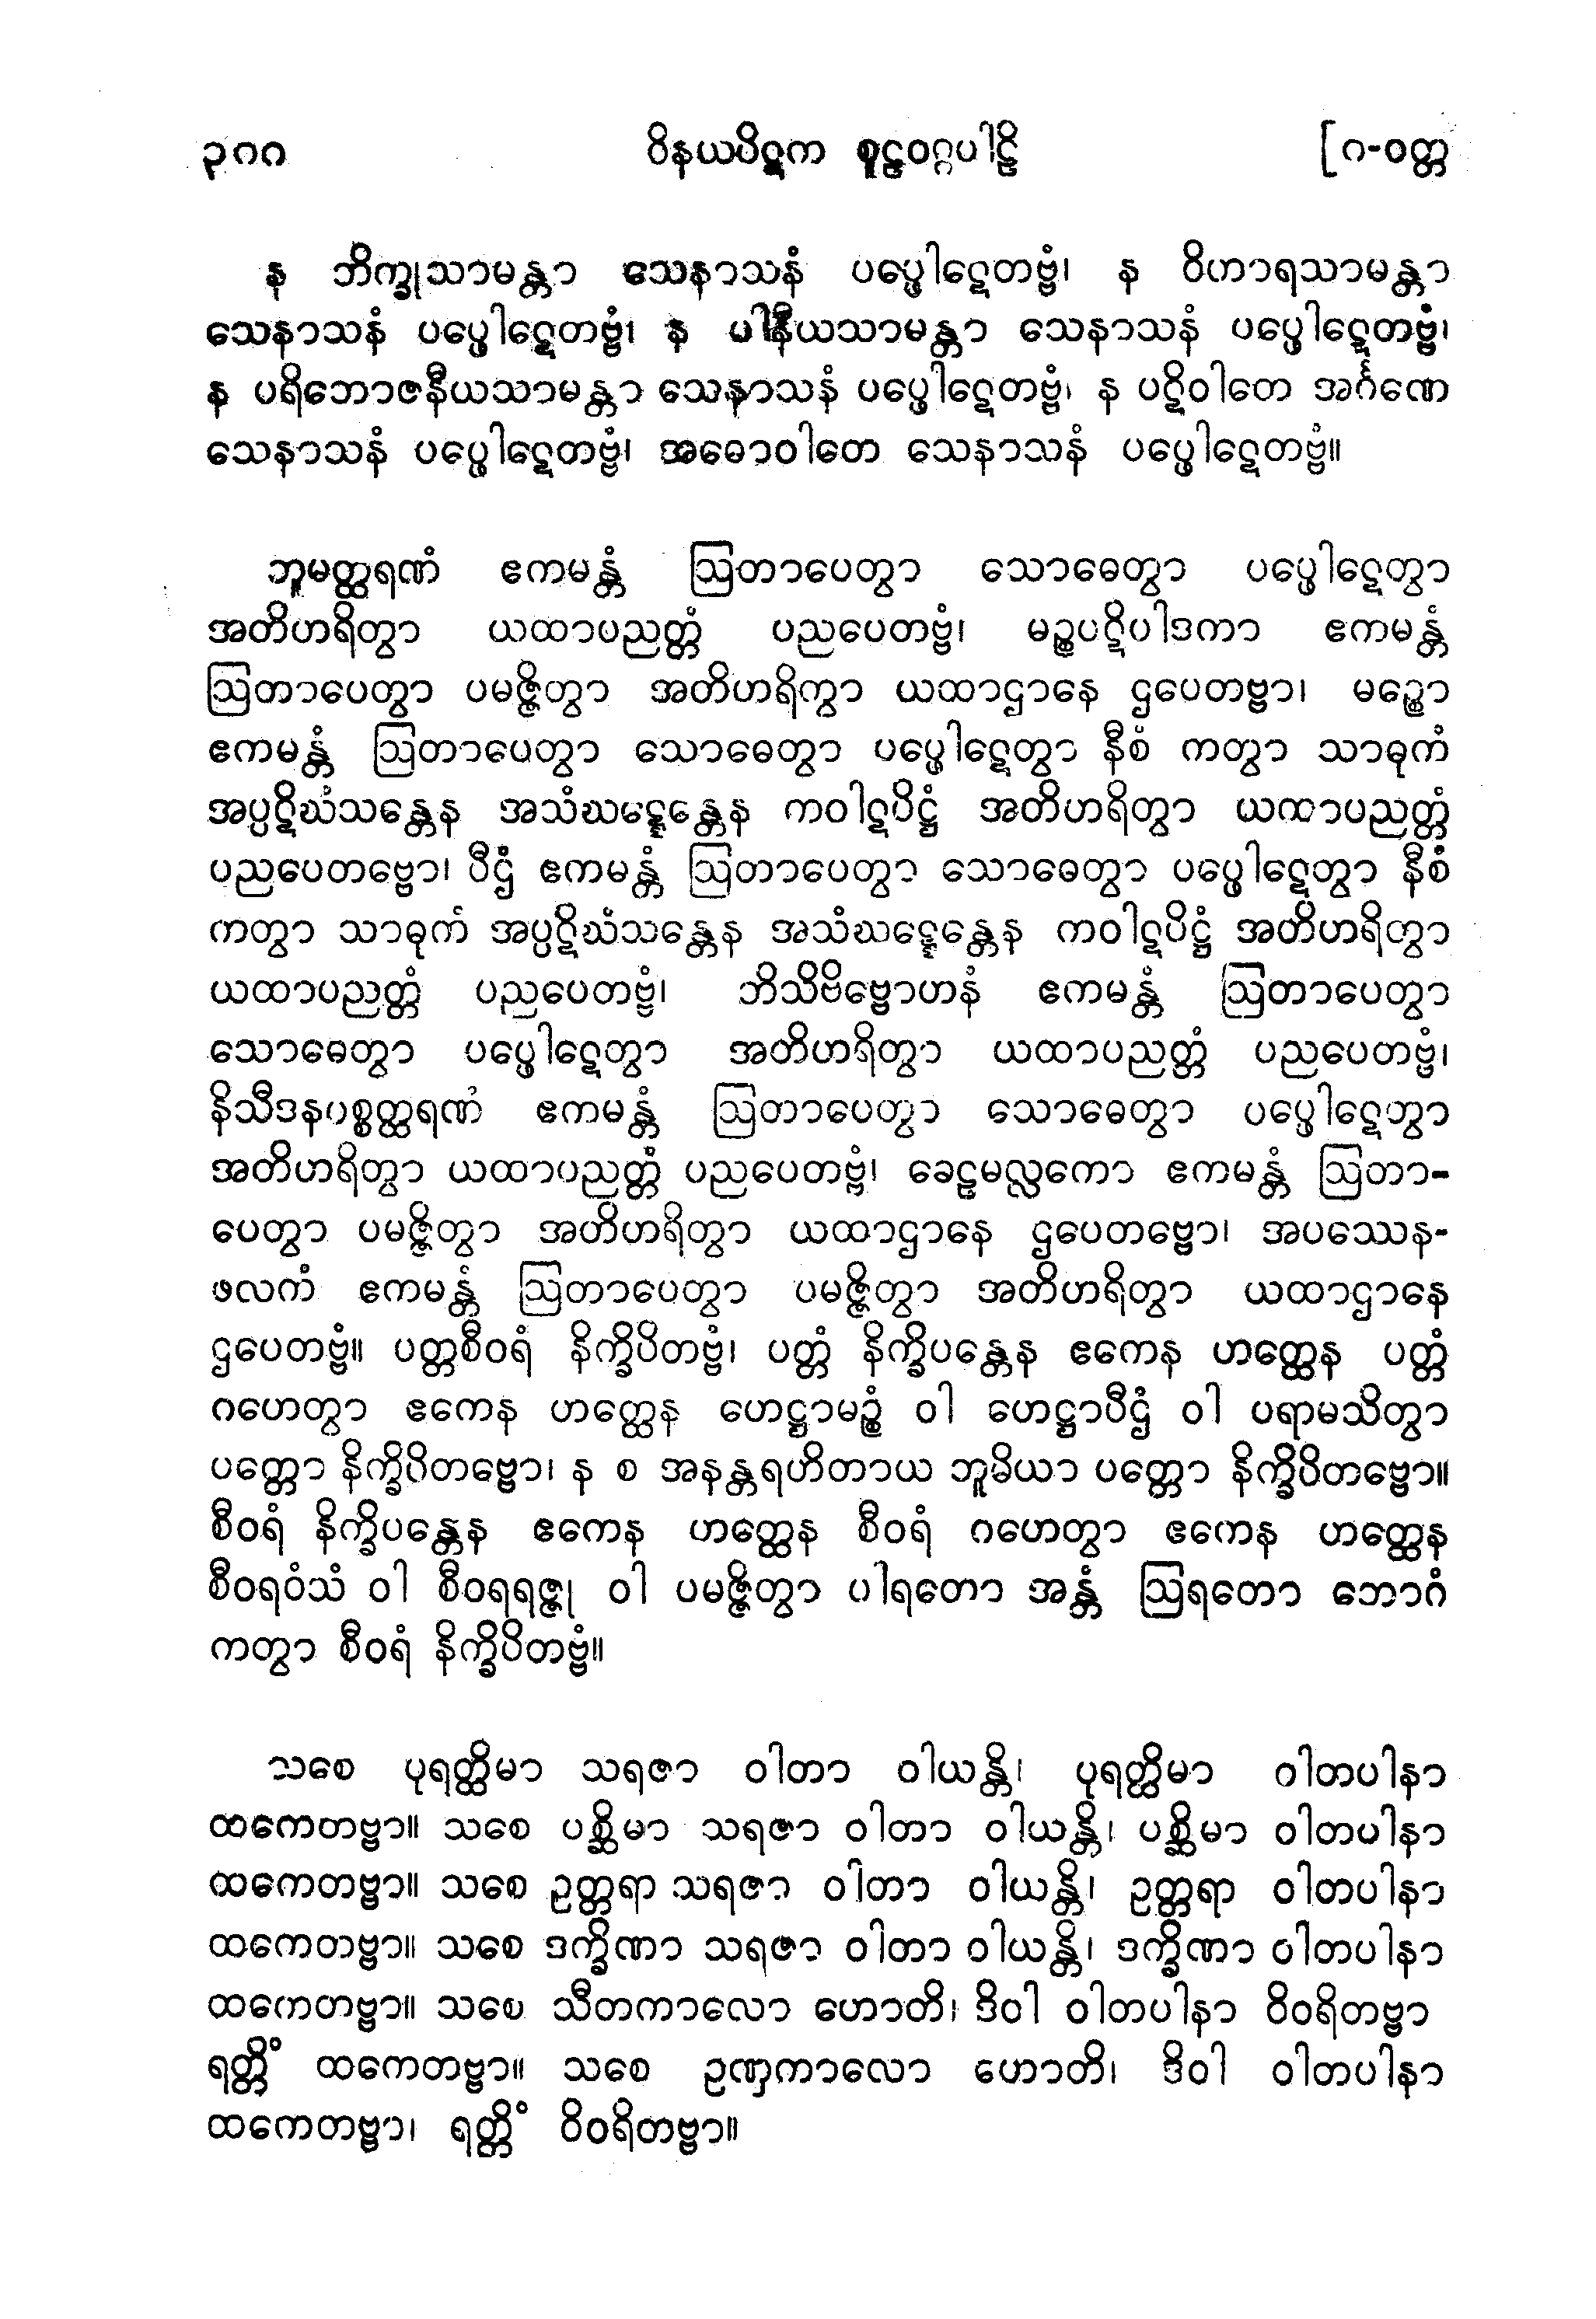 ၃၈၈ ဝိနယပိဋက စူဠဝဂ္ဂပါဠိ [၈-ဝတ္တ
န ဘိက္ခုသာမန္တာ သေနာသနံ ပပ္ဖေါဋေတဗ္ဗံ၊ န ဝိဟာရသာမန္တာ
သေနာသနံ ပပ္ဖေါဋေတဗ္ဗံ၊ န ပါနီယသာမန္တာ သေနာသနံ ပပ္ဖေါဋေတဗ္ဗံ၊
န ပရိဘောဇနီယသာမန္တာ သေနာသနံ ပပ္ဖေါဋေတဗ္ဗံ၊ န ပဋိဝါတေ အင်္ဂဏေ
သေနာသနံ ပပ္ဖေါဋေတဗ္ဗံ၊ အဓောဝါတေ သေနာသနံ ပပ္ဖေါဋေတဗ္ဗံ။
ဘူမတ္ထရဏံ ဧကမန္တံ ဩတာပေတွာ သောဓေတွာ ပပ္ဖေါဋေတွာ
အတိဟရိတွာ ယထာပညတ္တံ ပညပေတဗ္ဗံ၊ မဉ္စပဋိပါဒကာ ဧကမန္တံ
ဩတာပေတွာ ပမဇ္ဇိတွာ အတိဟရိတွာ ယထာဌာနေ ဌပေတဗ္ဗာ၊ မဉ္စော
ဧကမန္တံ ဩတာပေတွာ သောဓေတွာ ပပ္ဖေါဋေတွာ နီစံ ကတွာ သာဓုကံ
အပ္ပဋိဃံသန္တေန အသံဃဋ္ဋေန္တေန ကဝါဋပိဋ္ဌံ အတိဟရိတွာ ယထာပညတ္တံ
ပညပေတဗ္ဗော၊ ပီဌံ ဧကမန္တံ ဩတာပေတွာ သောဓေတွာ ပပ္ဖေါဋေတွာ နီစံ
ကတွာ သာဓုကံ အပ္ပဋိဃံသန္တေန အသံဃဋ္ဋေန္တေန ကဝါဋပိဋ္ဌံ အတိဟရိတွာ
ယထာပညတ္တံ ပညပေတဗ္ဗံ၊ ဘိသိဗိဗ္ဗောဟနံ ဧကမန္တံ ဩတာပေတွာ
သောဓေတွာ ပပ္ဖေါဋေတွာ အတိဟရိတွာ ယထာပညတ္တံ ပညပေတဗ္ဗံ၊
နိသီဒနပစ္စတ္ထရဏံ ဧကမန္တံ ဩတာပေတွာ သောဓေတွာ ပပ္ဖေါဋေတွာ
အတိဟရိတွာ ယထာပညတ္တံ ပညပေတဗ္ဗံ၊ ခေဠမလ္လကော ဧကမန္တံ ဩတာ-
ပေတွာ ပမဇ္ဇိတွာ အတိဟရိတွာ ယထာဌာနေ ဌပေတဗ္ဗော၊ အပဿေန-
ဖလကံ ဧကမန္တံ ဩတာပေတွာ ပမဇ္ဇိတွာ အတိဟရိတွာ ယထာဌာနေ
ဌပေတဗ္ဗံ။ ပတ္တစီဝရံ နိက္ခိပိတဗ္ဗံ၊ ပတ္တံ နိက္ခိပန္တေန ဧကေန ဟတ္ထေန ပတ္တံ
ဂဟေတွာ ဧကေန ဟတ္ထေန ဟေဋ္ဌာမဉ္စံ ဝါ ဟေဋ္ဌာပီဌံ ဝါ ပရာမသိတွာ
ပတ္တော နိက္ခိပိတဗ္ဗော၊ န စ အနန္တရဟိတာယ ဘူမိယာ ပတ္တော နိက္ခိပိတဗ္ဗော။
စီဝရံ နိက္ခိပန္တေန ဧကေန ဟတ္ထေန စီဝရံ ဂဟေတွာ ဧကေန ဟတ္ထေန
စီဝရဝံသံ ဝါ စီဝရရဇ္ဇု ဝါ ပမဇ္ဇိတွာ ပါရတော အန္တံ ဩရတော ဘောဂံ
ကတွာ စီဝရံ နိက္ခိပိတဗ္ဗံ။
သစေ ပုရတ္ထိမာ သရဇာ ဝါတာ ဝါယန္တိ၊ ပုရတ္ထိမာ ဝါတပါနာ
ထကေတဗ္ဗာ။ သစေ ပစ္ဆိမာ သရဇာ ဝါတာ ဝါယန္တိ၊ ပစ္ဆိမာ ဝါတပါနာ
ထကေတဗ္ဗာ။ သစေ ဥတ္တရာ သရဇာ ဝါတာ ဝါယန္တိ၊ ဥတ္တရာ ဝါတပါနာ
ထကေတဗ္ဗာ။ သစေ ဒက္ခိဏာ သရဇာ ဝါတာ ဝါယန္တိ၊ ဒက္ခိဏာ ဝါတပါနာ
ထကေတဗ္ဗာ။ သစေ သီတကာလော ဟောတိ၊ ဒိဝါ ဝါတပါနာ ဝိဝရိတဗ္ဗာ
ရတ္တိံ ထကေတဗ္ဗာ။ သစေ ဥဏှကာလော ဟောတိ၊ ဒိဝါ ဝါတပါနာ
ထကေတဗ္ဗာ၊ ရတ္တိံ ဝိဝရိတဗ္ဗာ။